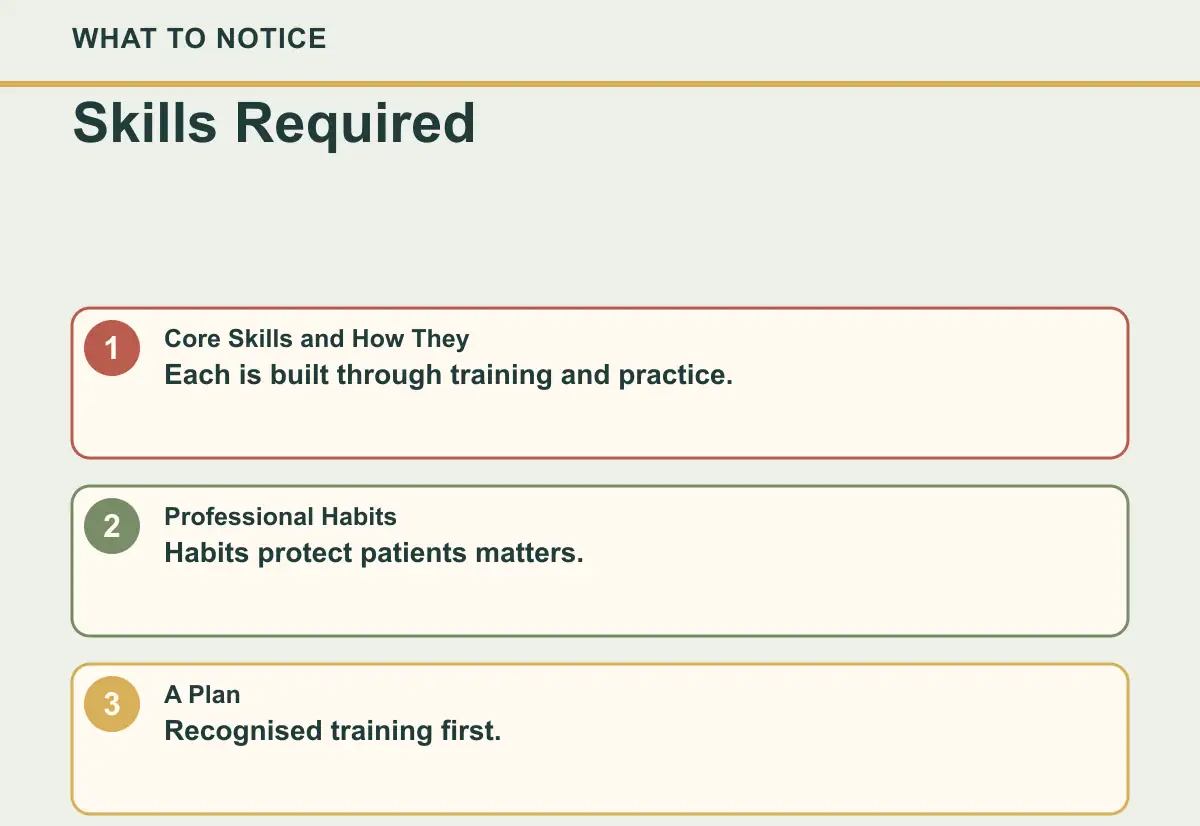 WHAT TO NOTICE
Skills Required
1
Core Skills and How They
Each is built through training and practice.
2
Professional Habits
Habits protect patients matters.
3
A Plan
Recognised training first.